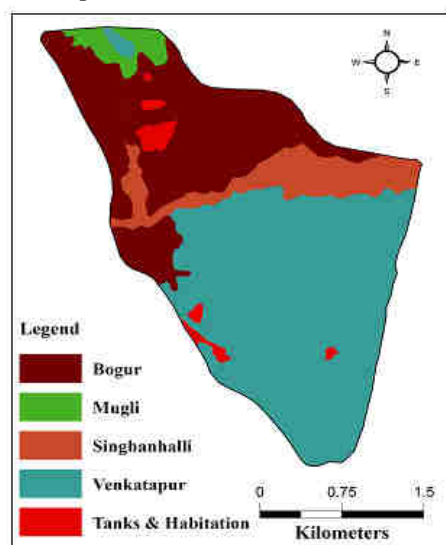 N
W E
S
Legend
Bogur
Mugli
Singbanhalli
Venkatapur
Tanks & Habitation
0 0.75 1.5
Kilometers